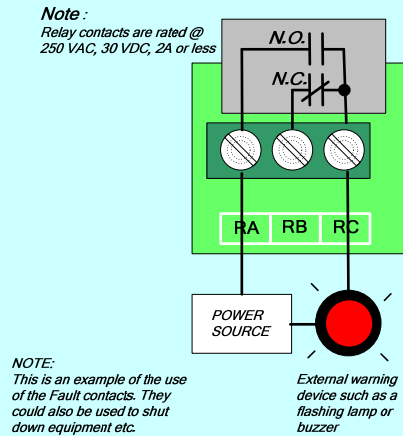 Note :
Relay contacts are rated @
250 VAC, 30 VDC, 2A or less
N.O.
N.C.
RA RB RC
POWER
SOURCE
NOTE:
This is an example of the use
of the Fault contacts. They
could also be used to shut
down equipment etc.
External warning
device such as a
flashing lamp or
buzzer